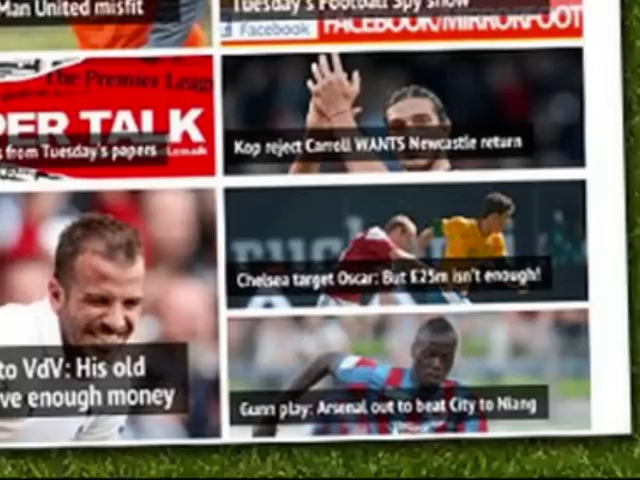 Man United misfit
Tuesday's Football Spy show
Facebook
FACEBOOK/MIRRORFOOT
The Premier Leag
PER TALK
s from Tuesday's papers
Kop reject Carroll WANTS Newcastle return
Chelsea target Oscar: But £25m isn't enough!
to VdV: His old
ve enough money
Gunn play: Arsenal out to beat City to Niang